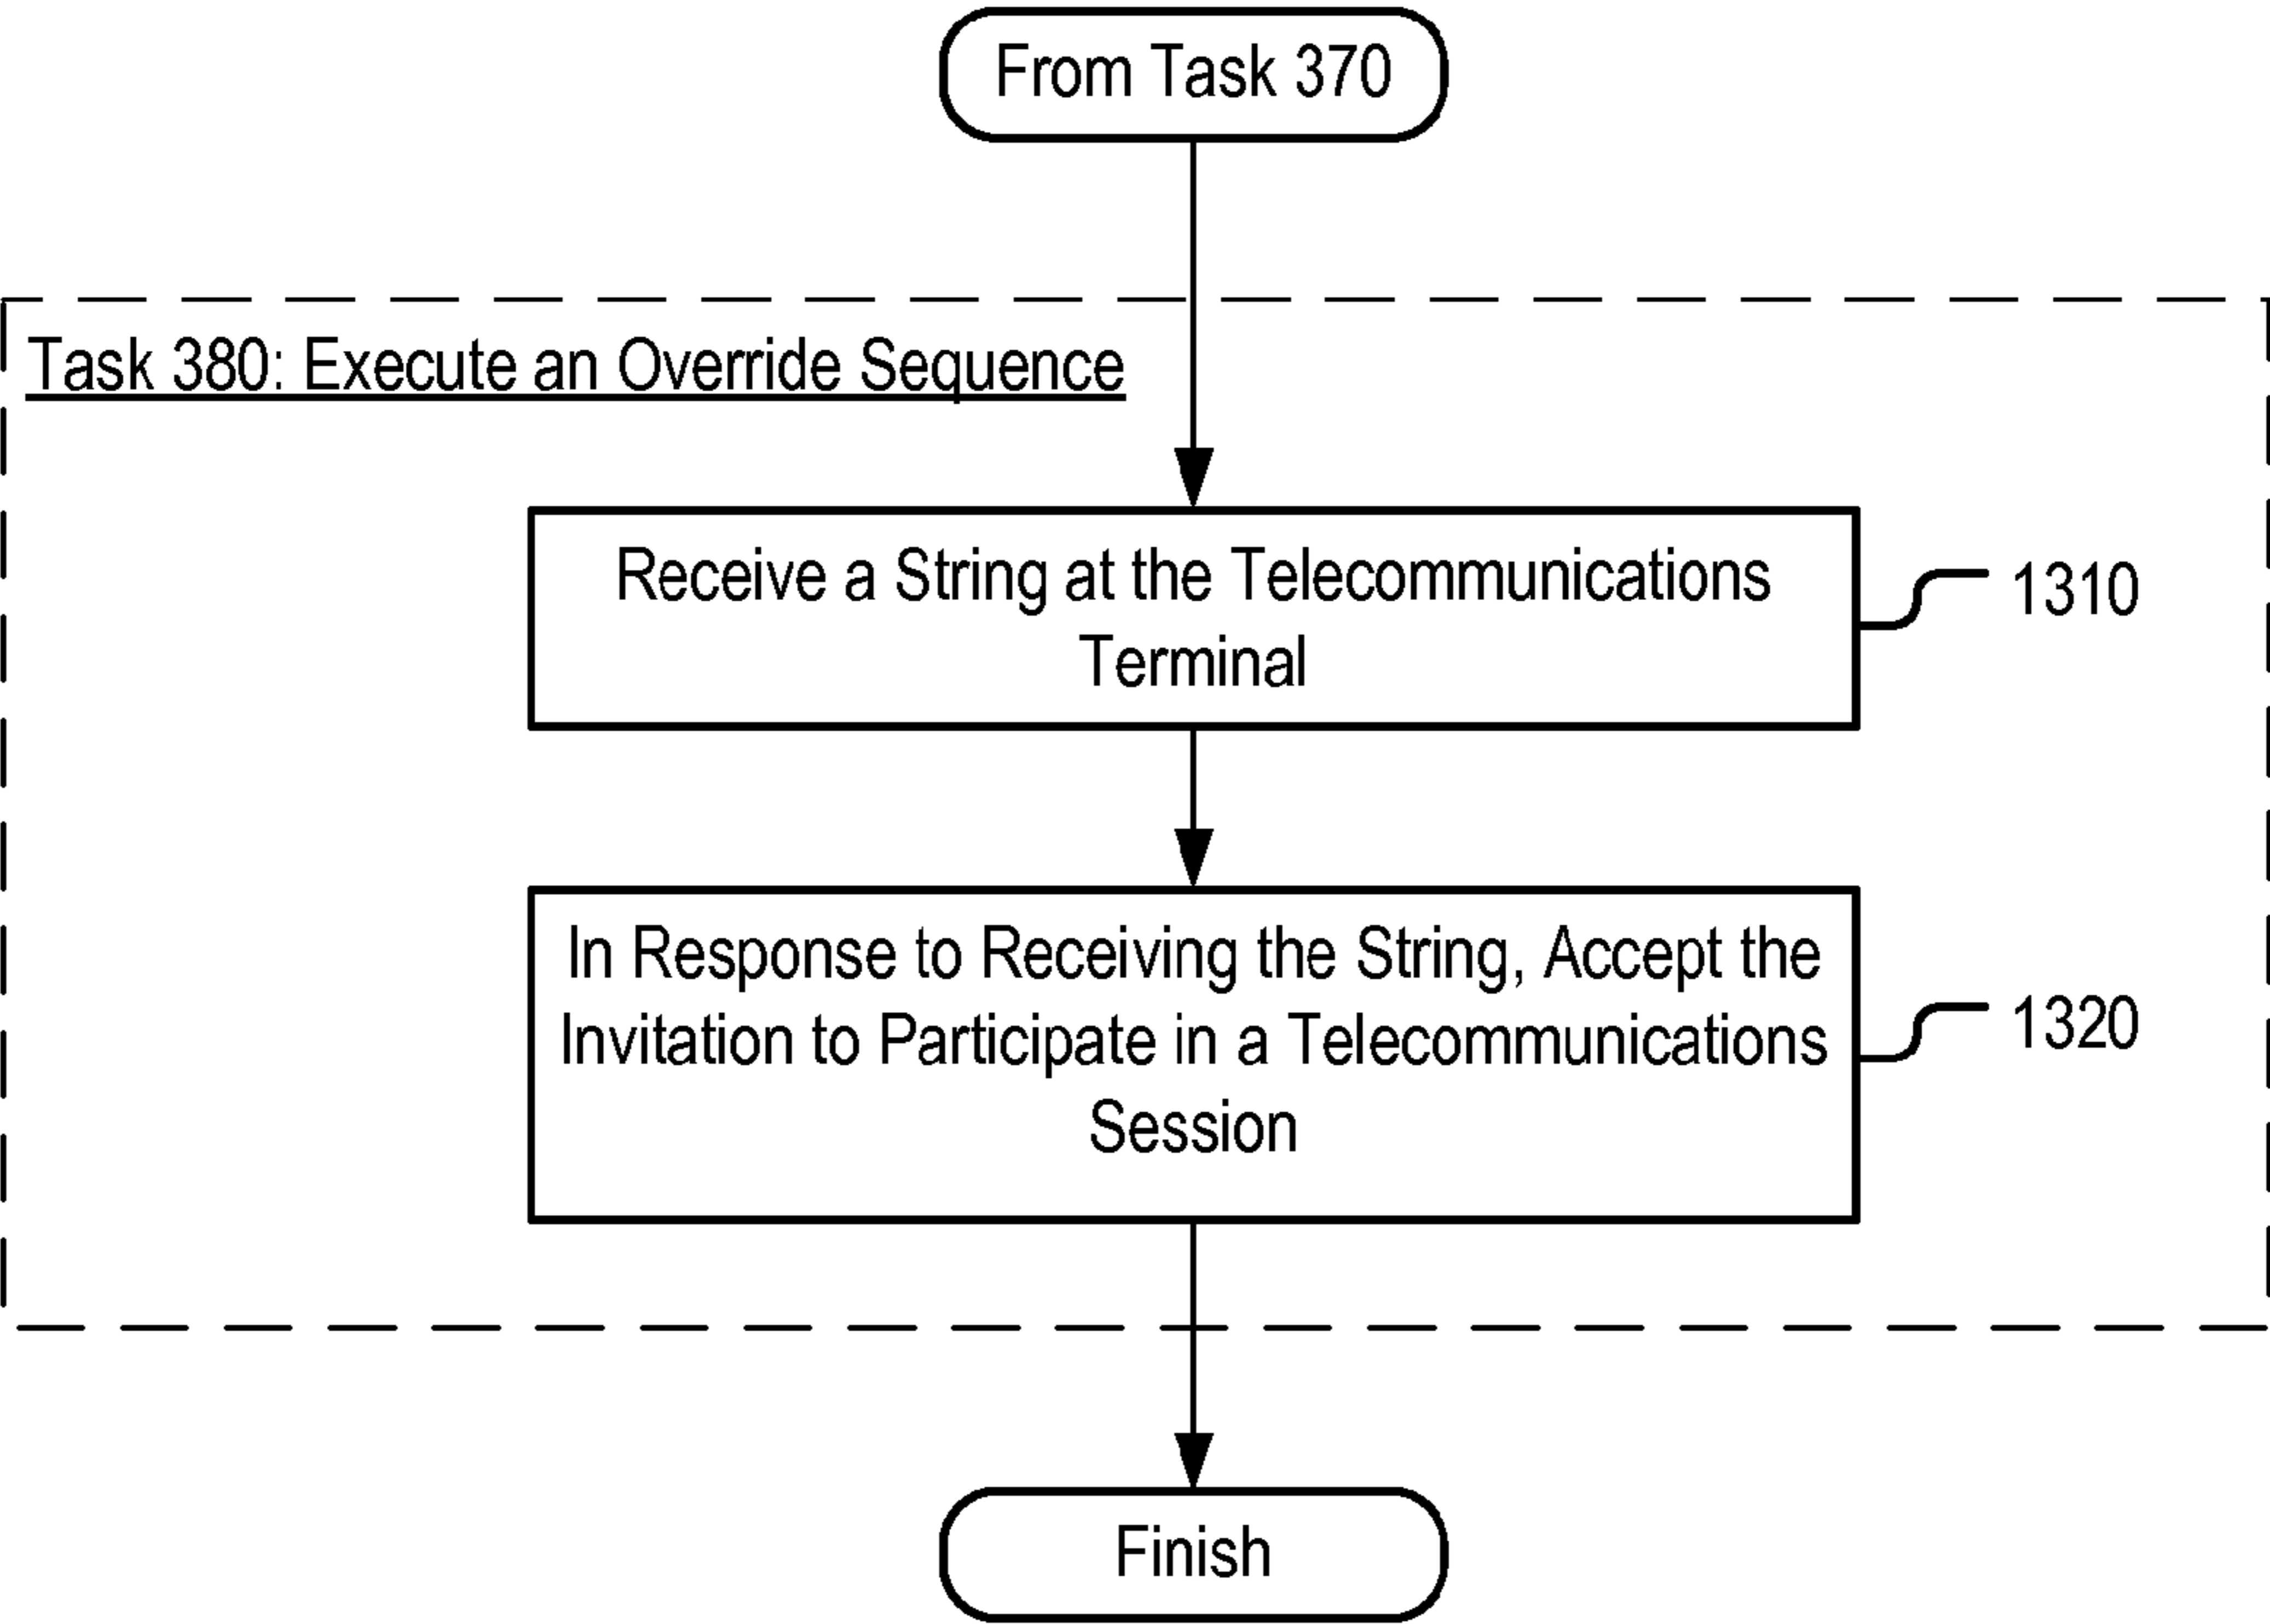 From Task 370
Task 380: Execute an Override Sequence
Receive a String at the Telecommunications
Terminal
1310
In Response to Receiving the String, Accept the
Invitation to Participate in a Telecommunications
Session
1320
Finish